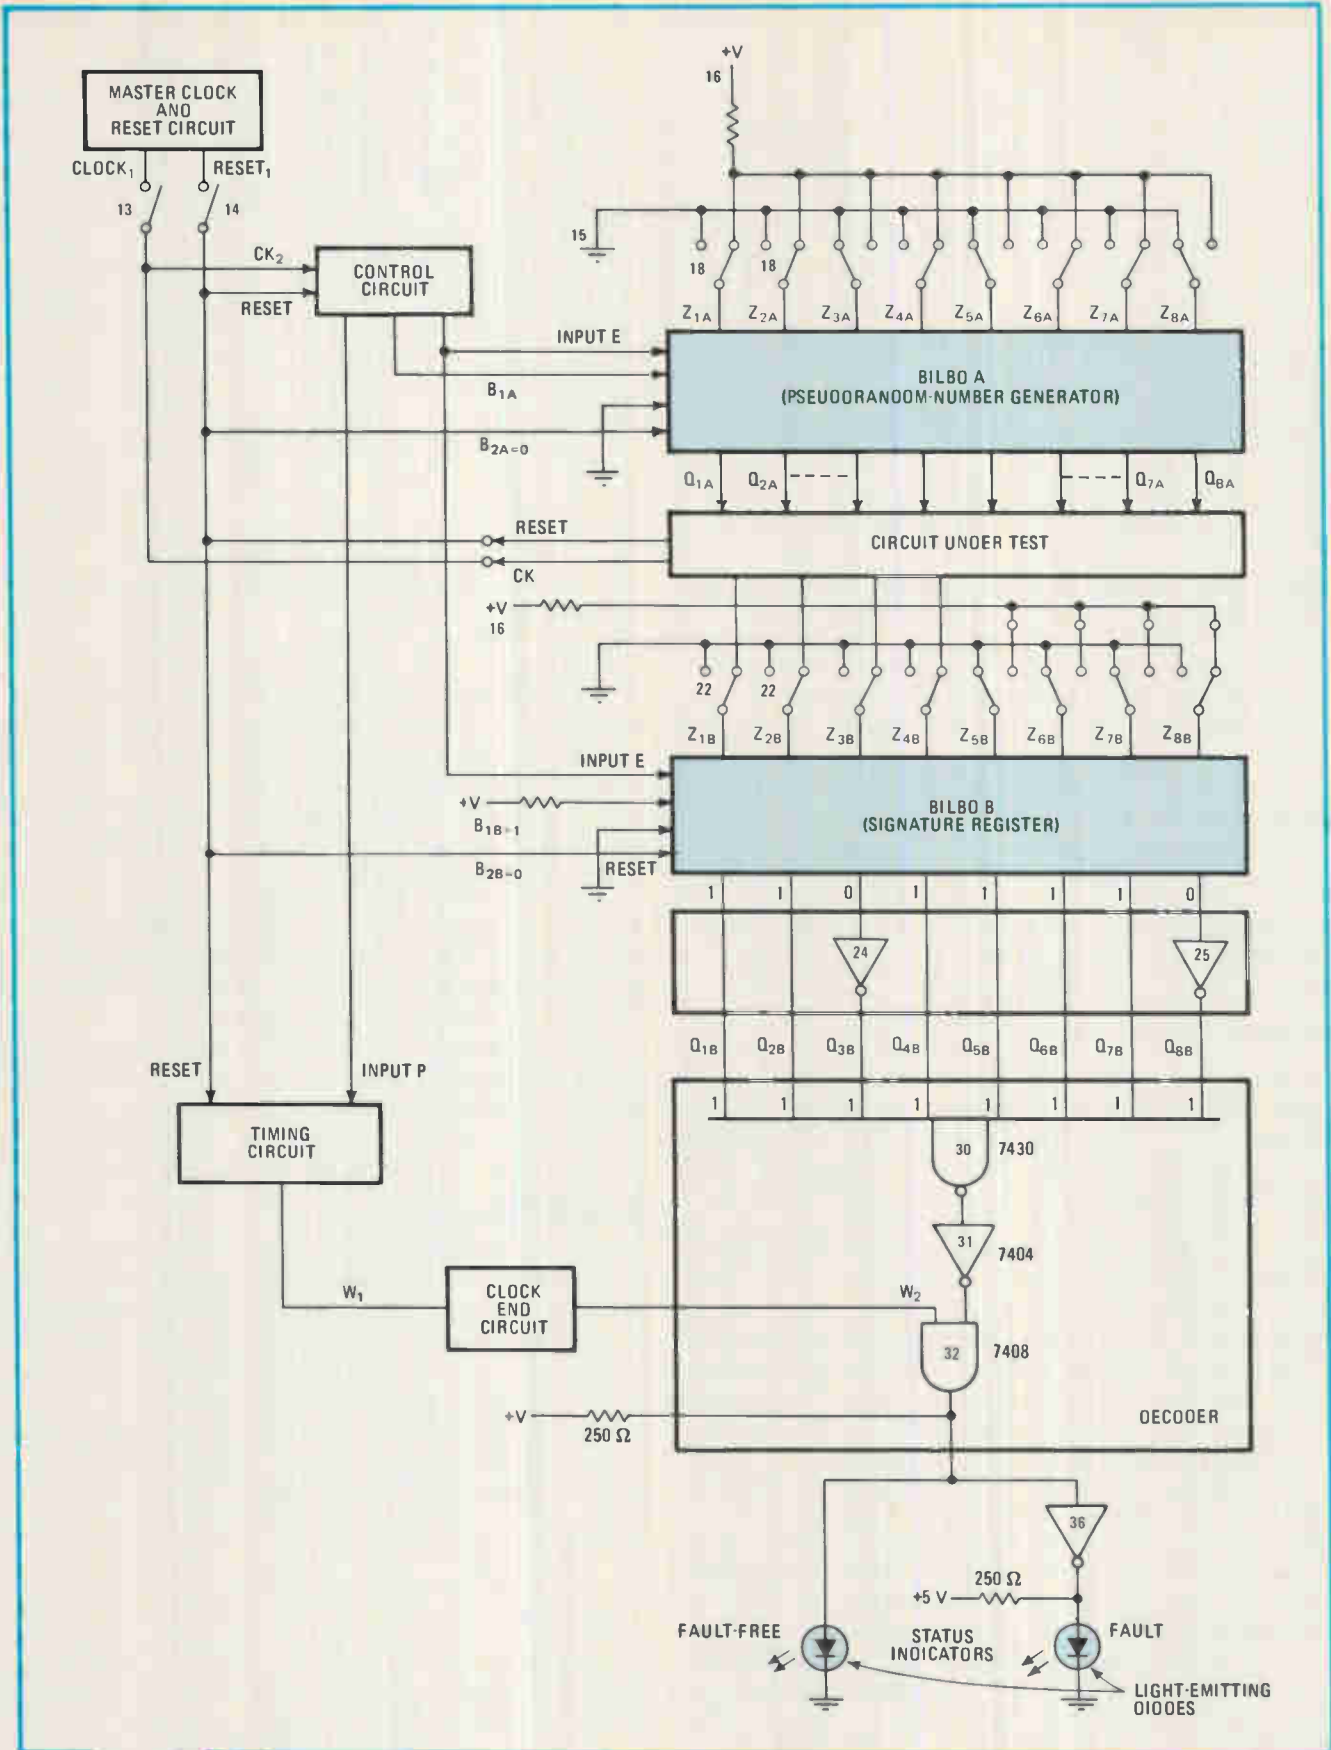 MASTER CLOCK
AND
RESET CIRCUIT
CLOCK₁
RESET₁
13
14
+V
16
15
18
18
CK₂
RESET
CONTROL
CIRCUIT
Z1A
Z2A
Z3A
Z4A
Z5A
Z6A
Z7A
Z8A
INPUT E
B1A
B2A=0
BILBO A
(PSEUDORANDOM-NUMBER GENERATOR)
Q1A
Q2A
Q7A
Q8A
RESET
CK
CIRCUIT UNDER TEST
+V
16
22
22
Z1B
Z2B
Z3B
Z4B
Z5B
Z6B
Z7B
Z8B
INPUT E
+V
B1B=1
B2B=0
RESET
BILBO B
(SIGNATURE REGISTER)
1 1 0 1 1 1 1 0
24
25
Q1B
Q2B
Q3B
Q4B
Q5B
Q6B
Q7B
Q8B
RESET
INPUT P
1 1 1 1 1 1 1 1
TIMING
CIRCUIT
30
7430
31
7404
W₁
CLOCK
END
CIRCUIT
W₂
32
7408
+V
250 Ω
DECODER
36
250 Ω
+5 V
FAULT-FREE
STATUS
INDICATORS
FAULT
LIGHT-EMITTING
DIODES